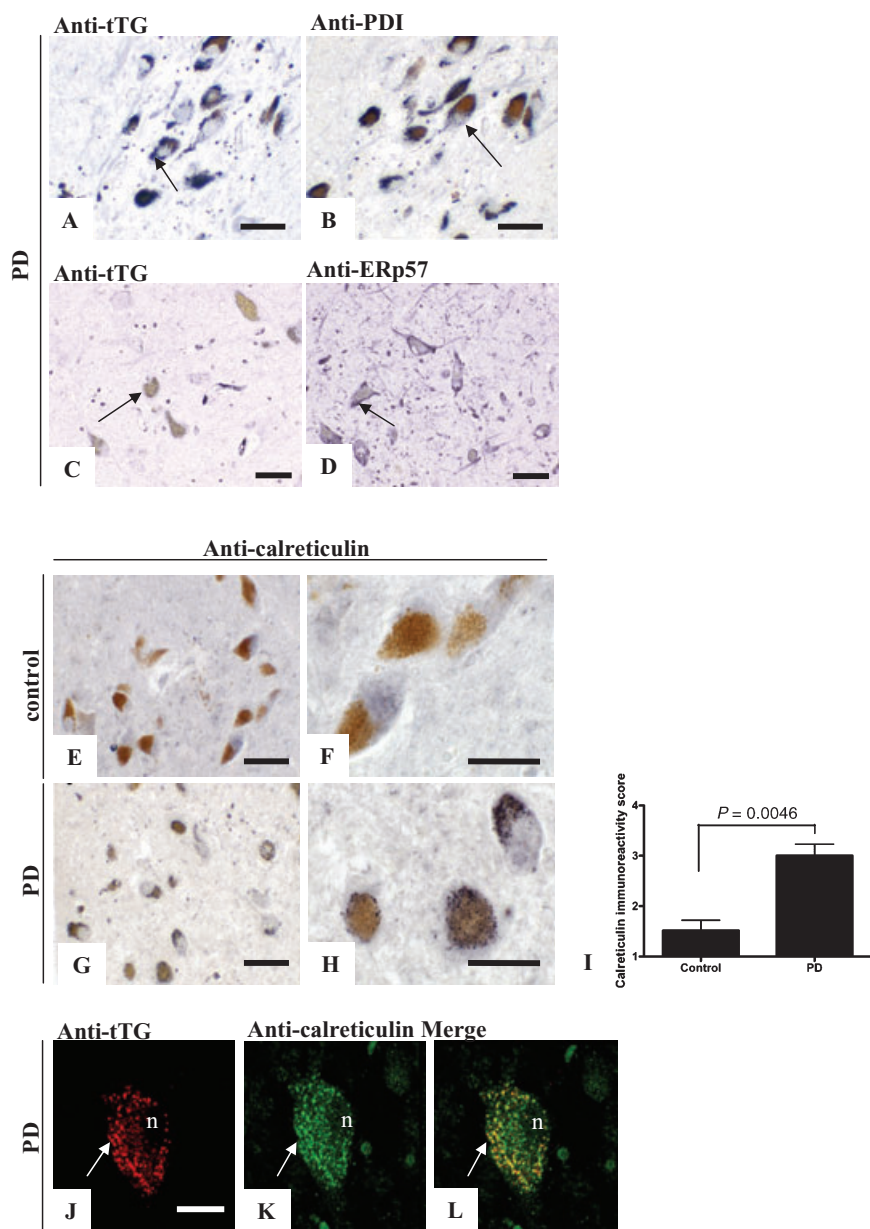 Anti-tTG
Anti-PDI
A
B
PD
Anti-tTG
Anti-ERp57
C
D
Anti-calreticulin
control
E
F
PD
G
H
I
Calreticulin immunoreactivity score
4
3
2
1
P = 0.0046
Control
PD
Anti-tTG
Anti-calreticulin Merge
PD
n
n
n
J
K
L